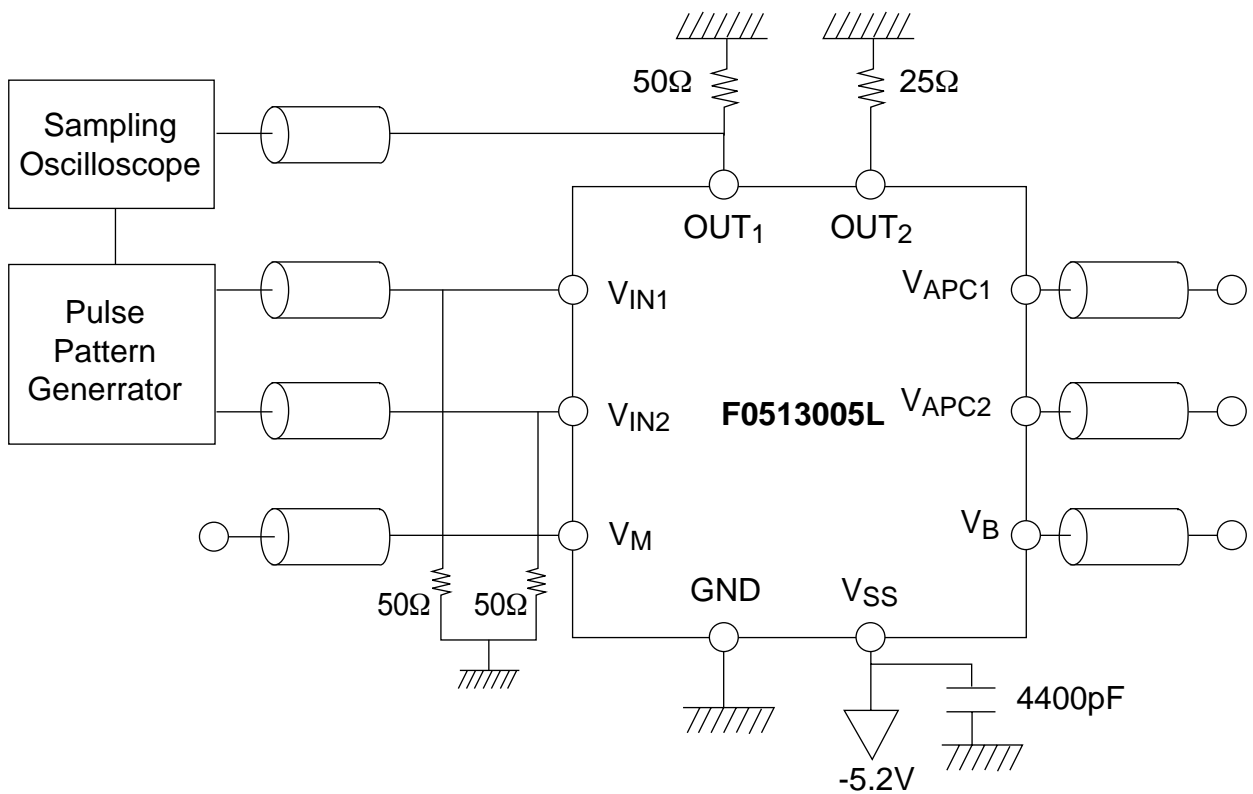 50Ω
25Ω
Sampling
Oscilloscope
OUT1
OUT2
Pulse
Pattern
Generrator
VIN1
VAPC1
VIN2
F0513005L
VAPC2
VM
VB
50Ω
50Ω
GND
VSS
4400pF
-5.2V